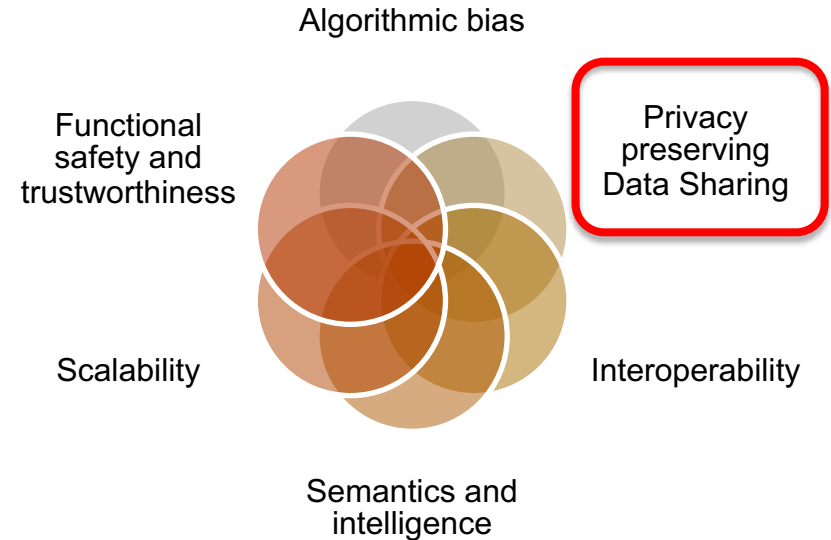 Algorithmic bias
Functional
safety and
trustworthiness
Privacy
preserving
Data Sharing
Scalability
Interoperability
Semantics and
intelligence